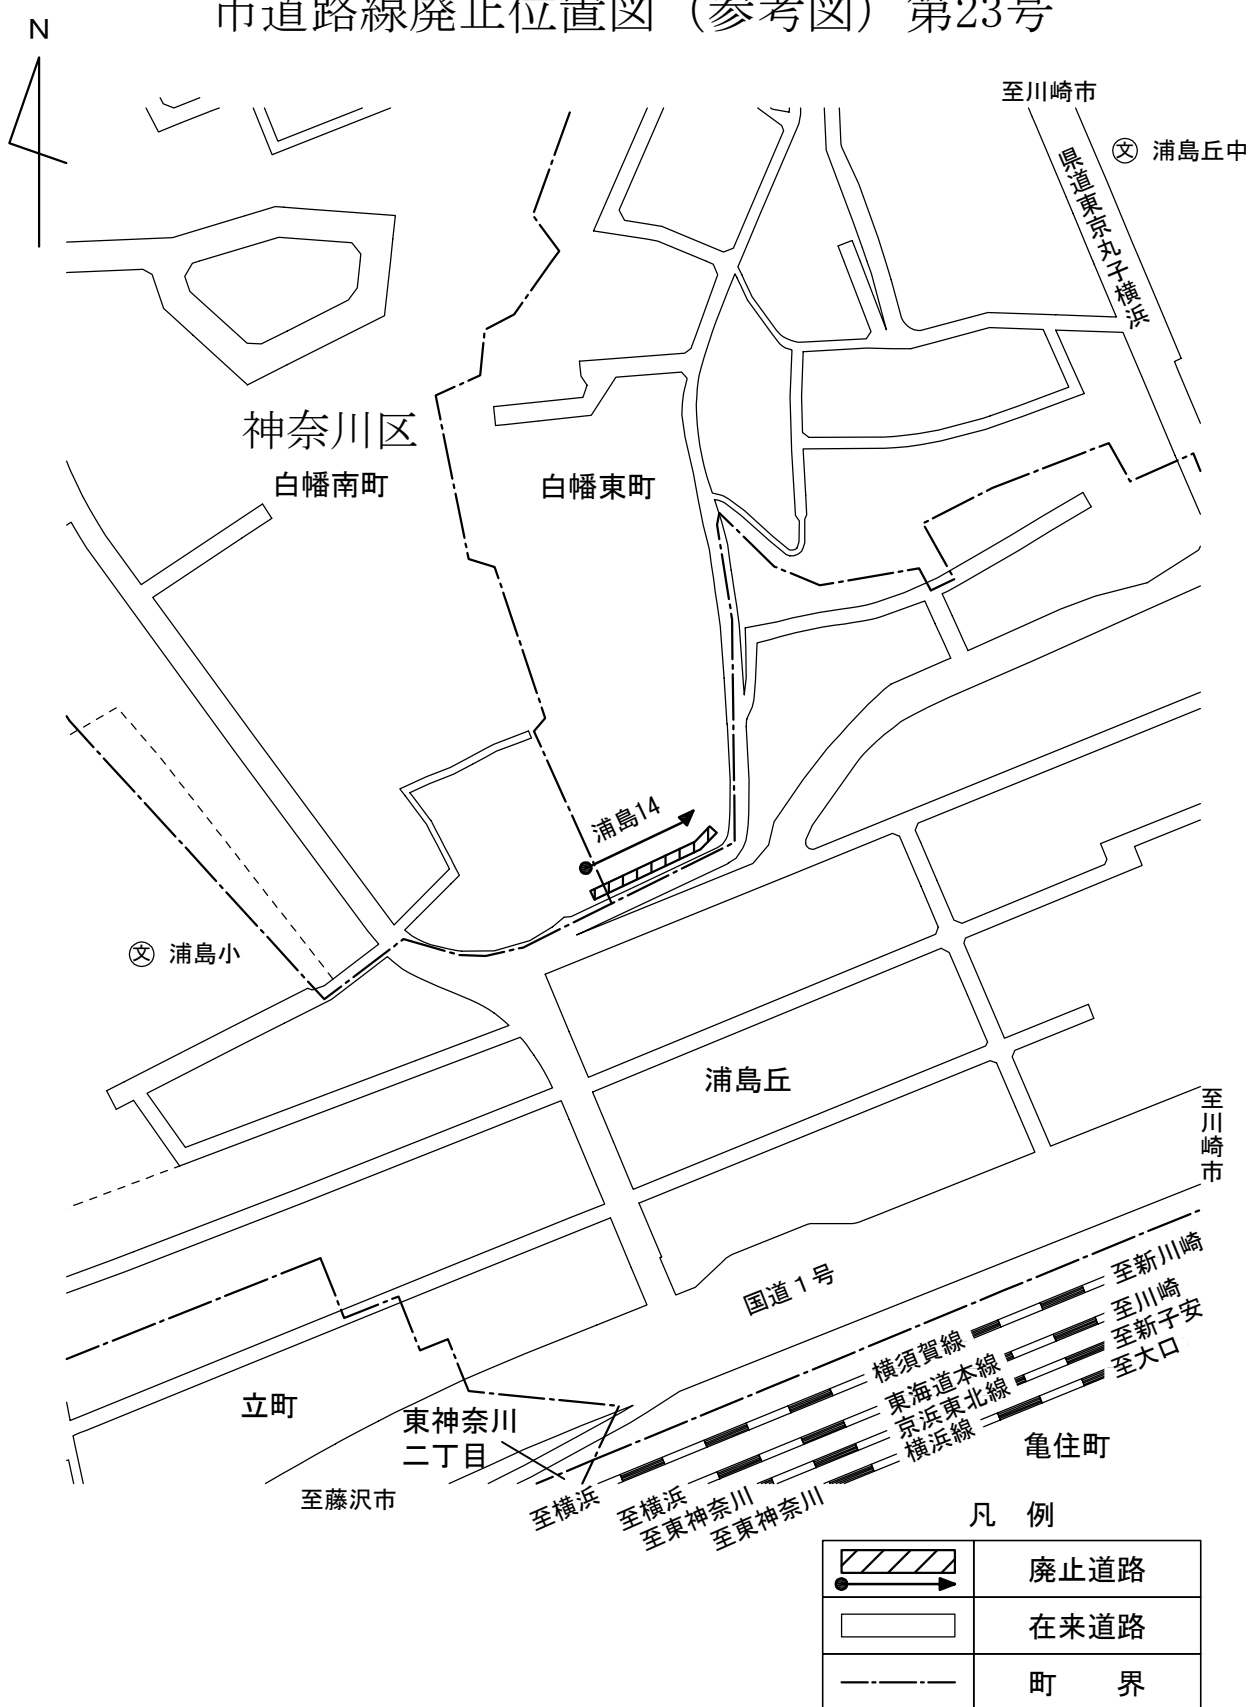 市道路線廃止位置図（参考図）第23号
N
至川崎市
文 浦島丘中
県道東京丸子横浜
神奈川区
白幡南町
白幡東町
浦島14
文 浦島小
浦島丘
至川崎市
国道１号
至新川崎
至川崎
至新子安
至大口
横須賀線
東海道本線
京浜東北線
横浜線
立町
東神奈川
二丁目
亀住町
至藤沢市
至横浜
至横浜
至東神奈川
至東神奈川
凡　例
廃止道路
在来道路
町　　界